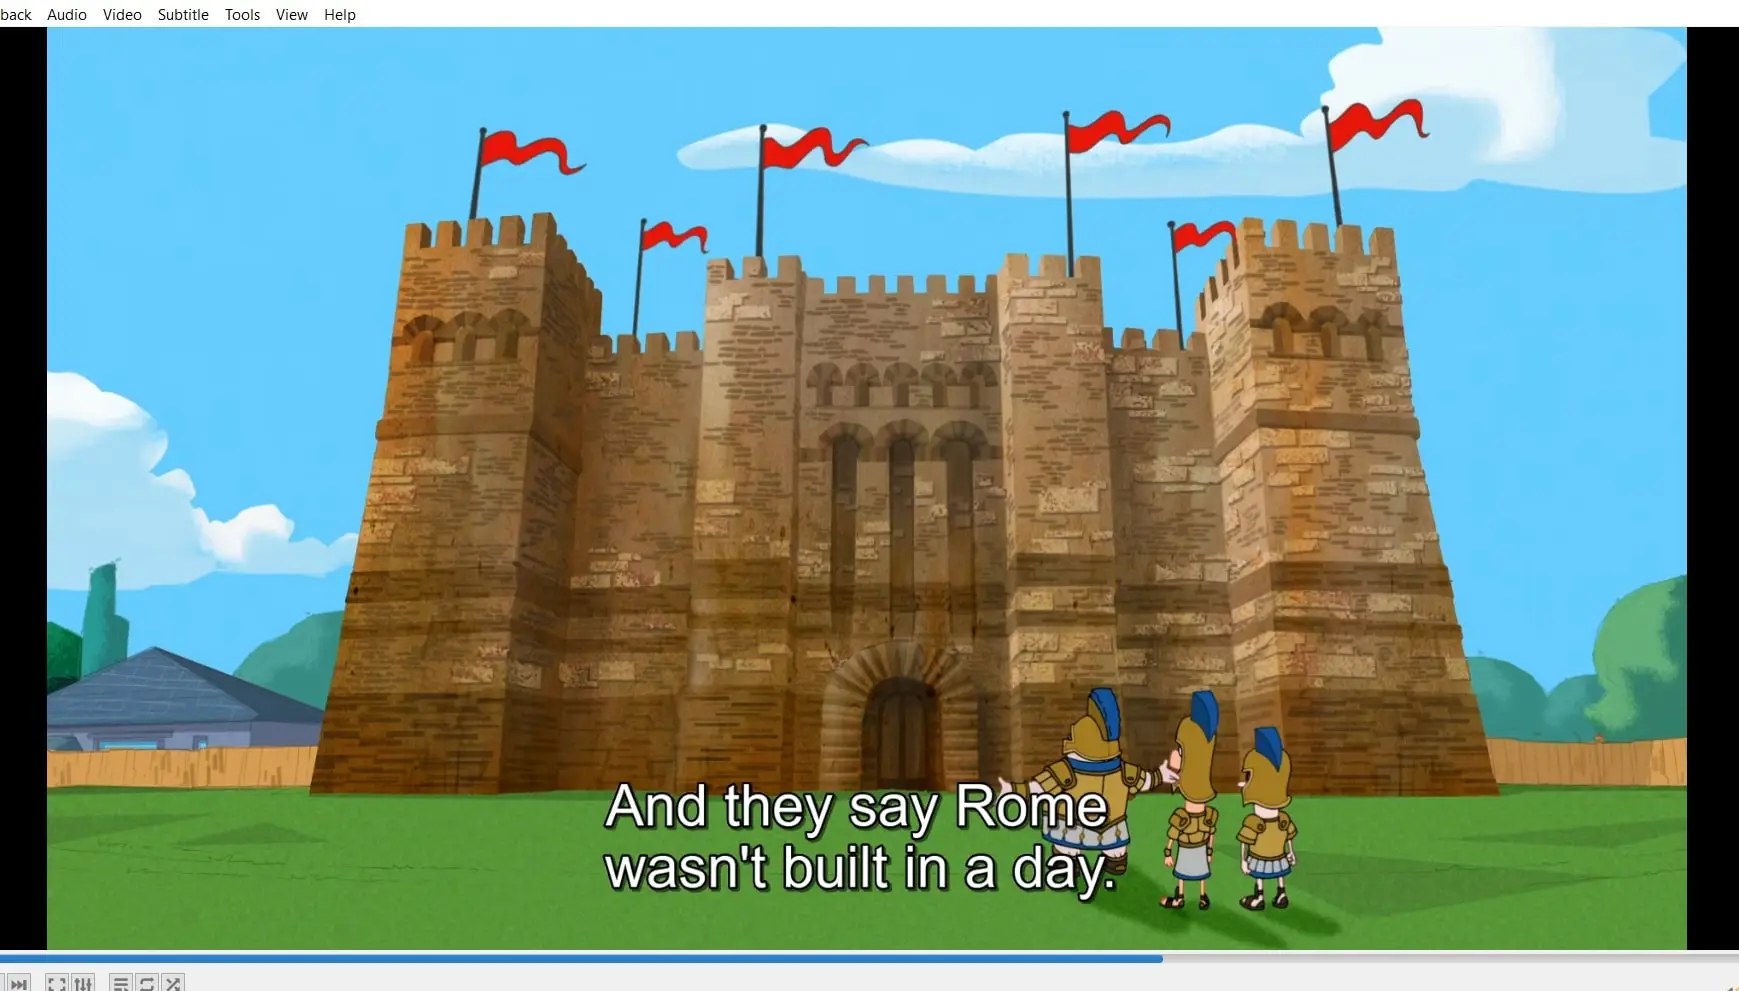 back Audio Video Subtitle Tools View Help
And they say Rome
wasn't built in a day.